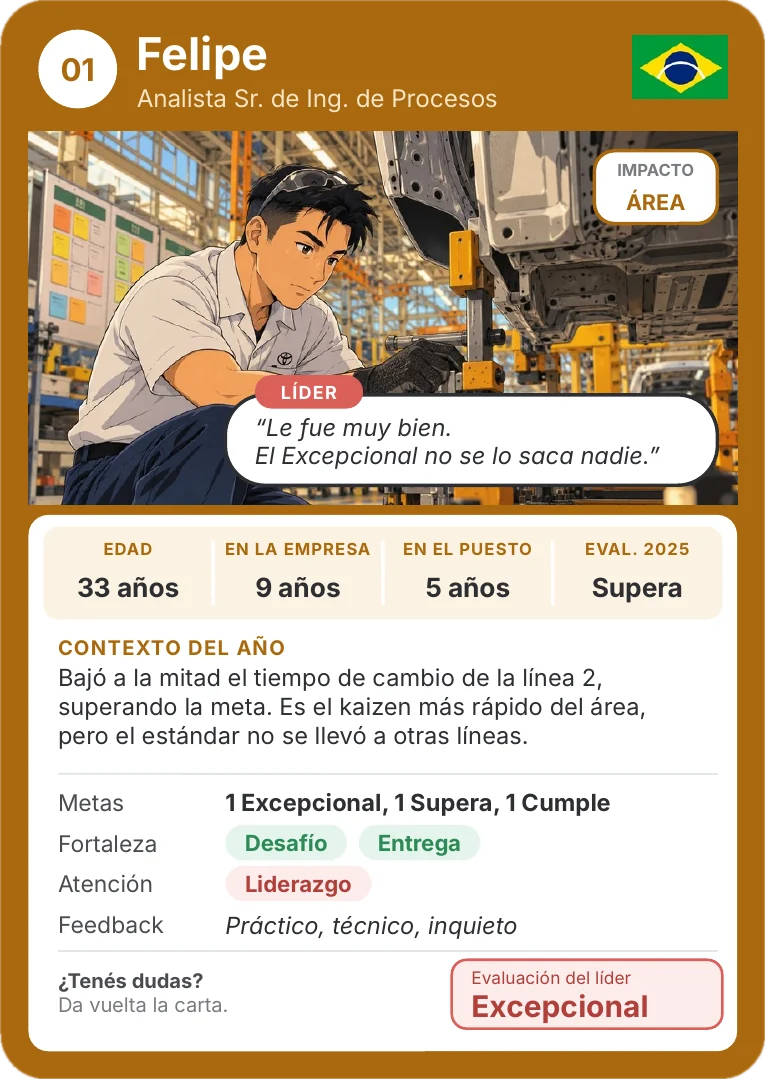 01
Felipe
Analista Sr. de Ing. de Procesos
IMPACTO
ÁREA
LÍDER
“Le fue muy bien.
El Excepcional no se lo saca nadie.”
EDAD
33 años
EN LA EMPRESA
9 años
EN EL PUESTO
5 años
EVAL. 2025
Supera
CONTEXTO DEL AÑO
Bajó a la mitad el tiempo de cambio de la línea 2,
superando la meta. Es el kaizen más rápido del área,
pero el estándar no se llevó a otras líneas.
Metas 1 Excepcional, 1 Supera, 1 Cumple
Fortaleza Desafío Entrega
Atención Liderazgo
Feedback Práctico, técnico, inquieto
¿Tenés dudas?
Da vuelta la carta.
Evaluación del líder
Excepcional